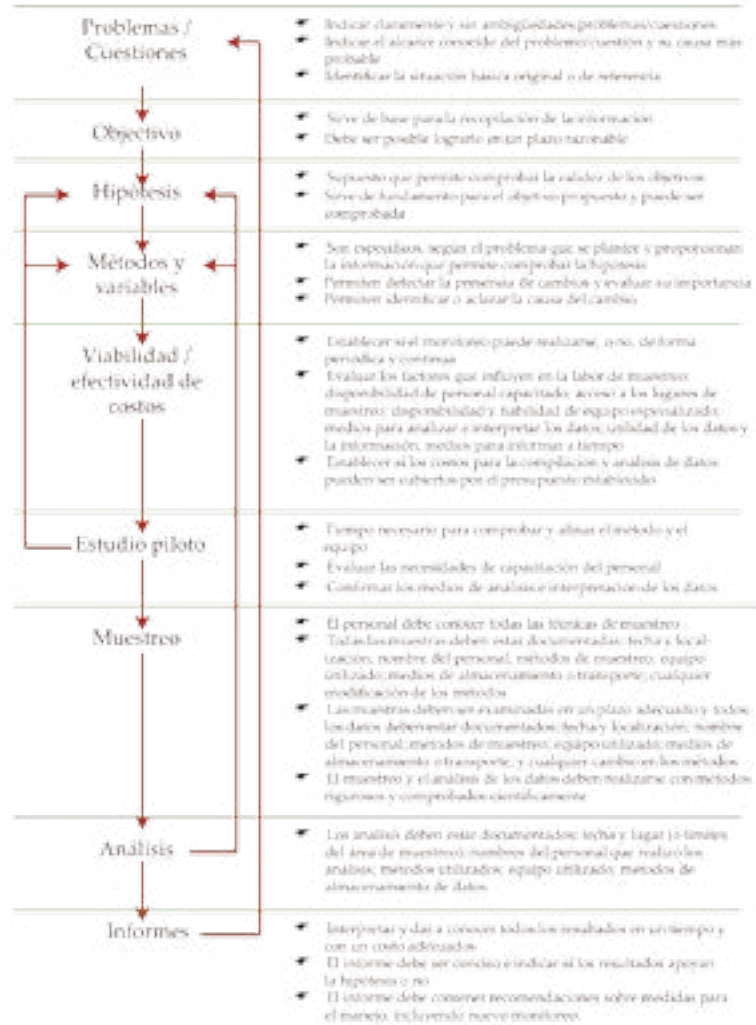 Problemas /
Cuestiones
Indicar claramente y sin ambigüedades problemas/cuestiones
Indicar el alcance conocido del problema/cuestión y su causa más
probable
Identificar la situación básica original o de referencia
Objectivo
Sirve de base para la recopilación de la información
Debe ser posible lograrlo en un plazo razonable
Hipótesis
Supuesto que permite comprobar la validez de los objetivos
Sirve de fundamento para el objetivo propuesto y puede ser
comprobada
Métodos y
variables
Son específicos, según el problema que se plantee y proporcionan
la información que permite comprobar la hipótesis
Permiten detectar la presencia de cambios y evaluar su importancia
Permiten identificar o aclarar la causa del cambio
Viabilidad /
efectividad de
costos
Establecer si el monitoreo puede realizarse, o no, de forma
periódica y continua
Evaluar los factores que influyen en la labor de muestreo:
disponibilidad de personal capacitado; acceso a los lugares de
muestreo; disponibilidad y fiabilidad de equipo especializado;
medios para analizar e interpretar los datos; utilidad de los datos y
la información; medios para informar a tiempo
Establecer si los costos para la compilación y análisis de datos
pueden ser cubiertos por el presupuesto establecido
Estudio piloto
Tiempo necesario para comprobar y afinar el método y el
equipo
Evaluar las necesidades de capacitación del personal
Confirmar los medios de análisis e interpretación de los datos
Muestreo
El personal debe conocer todas las técnicas de muestreo
Todas las muestras deben estar documentadas: fecha y local-
ización, nombre del personal, métodos de muestreo; equipo
utilizado; medios de almacenamiento o transporte; cualquier
modificación de los métodos
Las muestras deben ser examinadas en un plazo adecuado y todos
los datos deben estar documentados: fecha y localización; nombre
del personal; métodos de muestreo; equipo utilizado; medios de
almacenamiento o transporte, y cualquier cambio en los métodos
El muestreo y el análisis de los datos deben realizarse con métodos
rigurosos y comprobados científicamente
Análisis
Los análisis deben estar documentados: fecha y lugar (o límites
del área de muestreo); nombres del personal que realizó los
análisis; métodos utilizados; equipo utilizado; métodos de
almacenamiento de datos
Informes
Interpretar y dar a conocer todos los resultados en un tiempo y
con un costo adecuados
El informe debe ser conciso e indicar si los resultados apoyan
la hipótesis o no
El informe debe contener recomendaciones sobre medidas para
el manejo, incluyendo nuevo monitoreo.